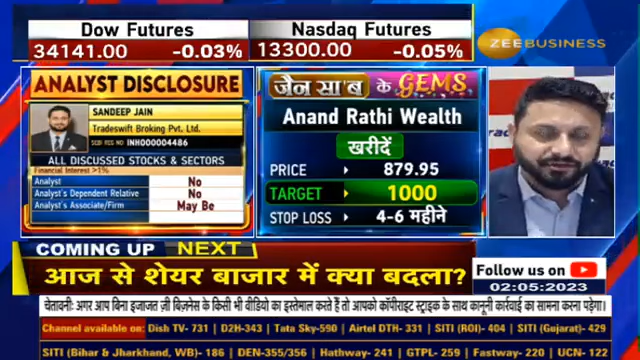 Dow Futures
34141.00 -0.03%
Nasdaq Futures
13300.00 -0.05%
ZEE BUSINESS
ANALYST DISCLOSURE
SANDEEP JAIN
Tradeswift Broking Pvt. Ltd.
SEBI REG NO: INH000004486
ALL DISCUSSED STOCKS & SECTORS
Financial Interest >1%
Analyst No
Analyst's Dependent Relative No
Analyst's Associate/Firm May Be
जैन सा'ब के GEMS
Anand Rathi Wealth
खरीदें
PRICE 879.95
TARGET 1000
STOP LOSS 4-6 महीने
COMING UP NEXT
आज से शेयर बाजार में क्या बदला?
Follow us on
02:05:2023
चेतावनी: अगर आप बिना इजाजत ज़ी बिज़नेस के किसी भी वीडियो का इस्तेमाल करते हैं तो आपको कॉपीराइट स्ट्राइक के साथ कानूनी कार्रवाई का सामना करना पड़ेगा.
Channel available on: Dish TV- 731 | D2H-343 | Tata Sky-590 | Airtel DTH- 331 | SITI (ROI) - 404 | SITI (Gujarat) - 429
SITI (Bihar & Jharkhand, WB)- 186 | DEN-355/356 | Hathway- 241 | GTPL- 259 | Fastway- 220 | UCN- 122 |